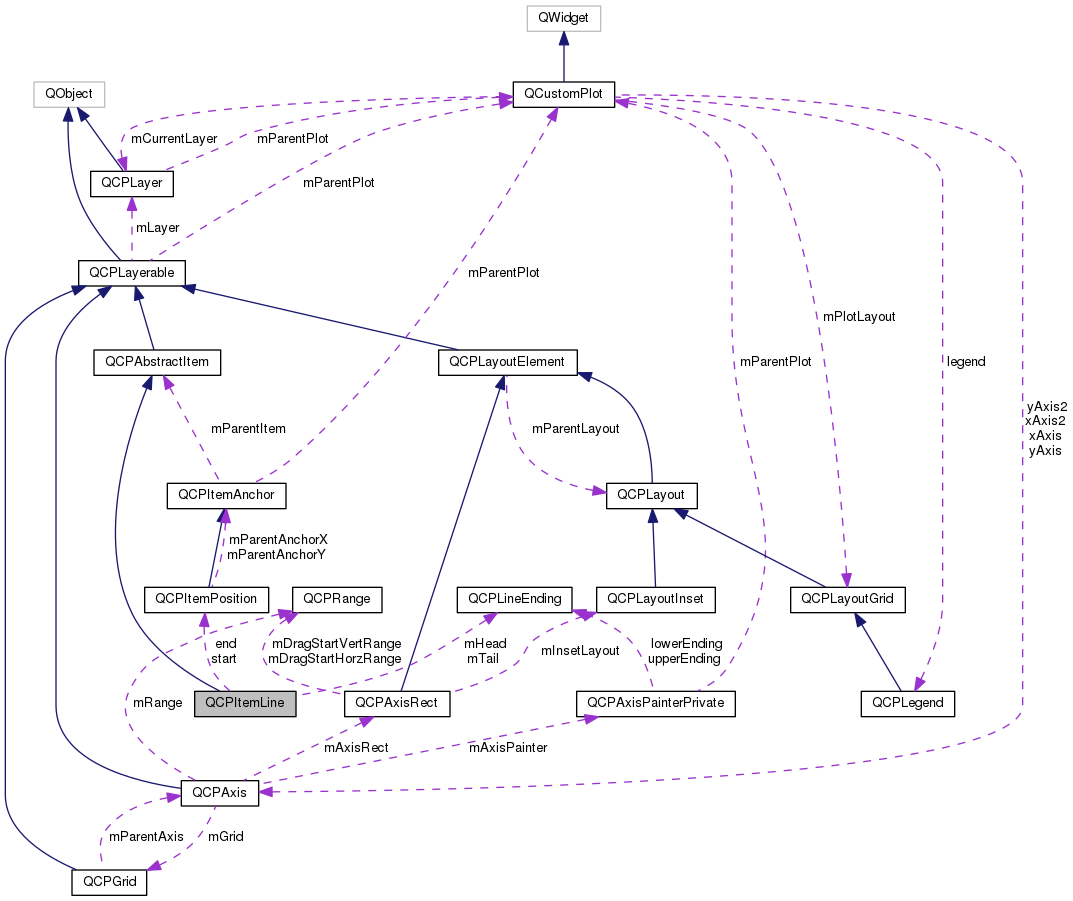 QWidget
QObject
QCustomPlot
mCurrentLayer
mParentPlot
QCPLayer
mParentPlot
mLayer
QCPLayerable
mParentPlot
mPlotLayout
QCPAbstractItem
QCPLayoutElement
mParentPlot
legend
yAxis2
xAxis2
xAxis
yAxis
mParentItem
mParentLayout
QCPItemAnchor
QCPLayout
mParentAnchorX
mParentAnchorY
QCPItemPosition
QCPRange
QCPLineEnding
QCPLayoutInset
QCPLayoutGrid
end
start
mDragStartVertRange
mDragStartHorzRange
mHead
mTail
mInsetLayout
lowerEnding
upperEnding
mRange
QCPItemLine
QCPAxisRect
QCPAxisPainterPrivate
QCPLegend
mAxisRect
mAxisPainter
QCPAxis
mParentAxis
mGrid
QCPGrid